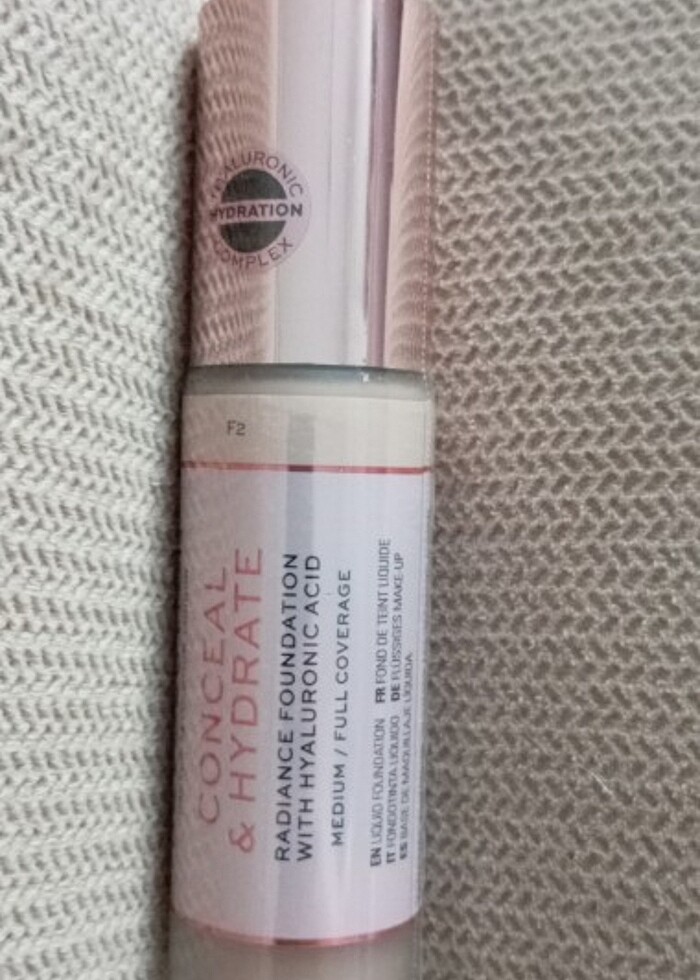 HYALURONIC
HYDRATION
COMPLEX
F2
CONCEAL
& HYDRATE
RADIANCE FOUNDATION
WITH HYALURONIC ACID
MEDIUM / FULL COVERAGE
EN LIQUID FOUNDATION FR FOND DE TEINT LIQUIDE
IT FONDOTINTA LIQUIDO DE FLÜSSIGES MAKE-UP
ES BASE DE MAQUILLAJE LÍQUIDA